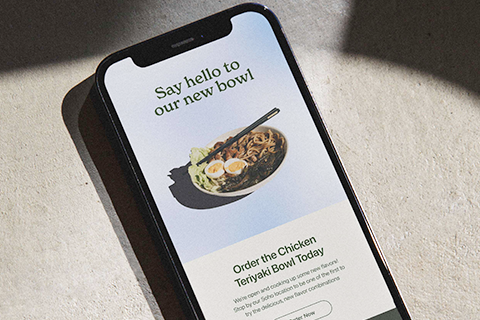 Say hello to
our new bowl
Order the Chicken
Teriyaki Bowl Today
We're open and cooking up some new flavors!
Stop by our Soho location to be one of the first to
try the delicious, new flavor combinations
Order Now